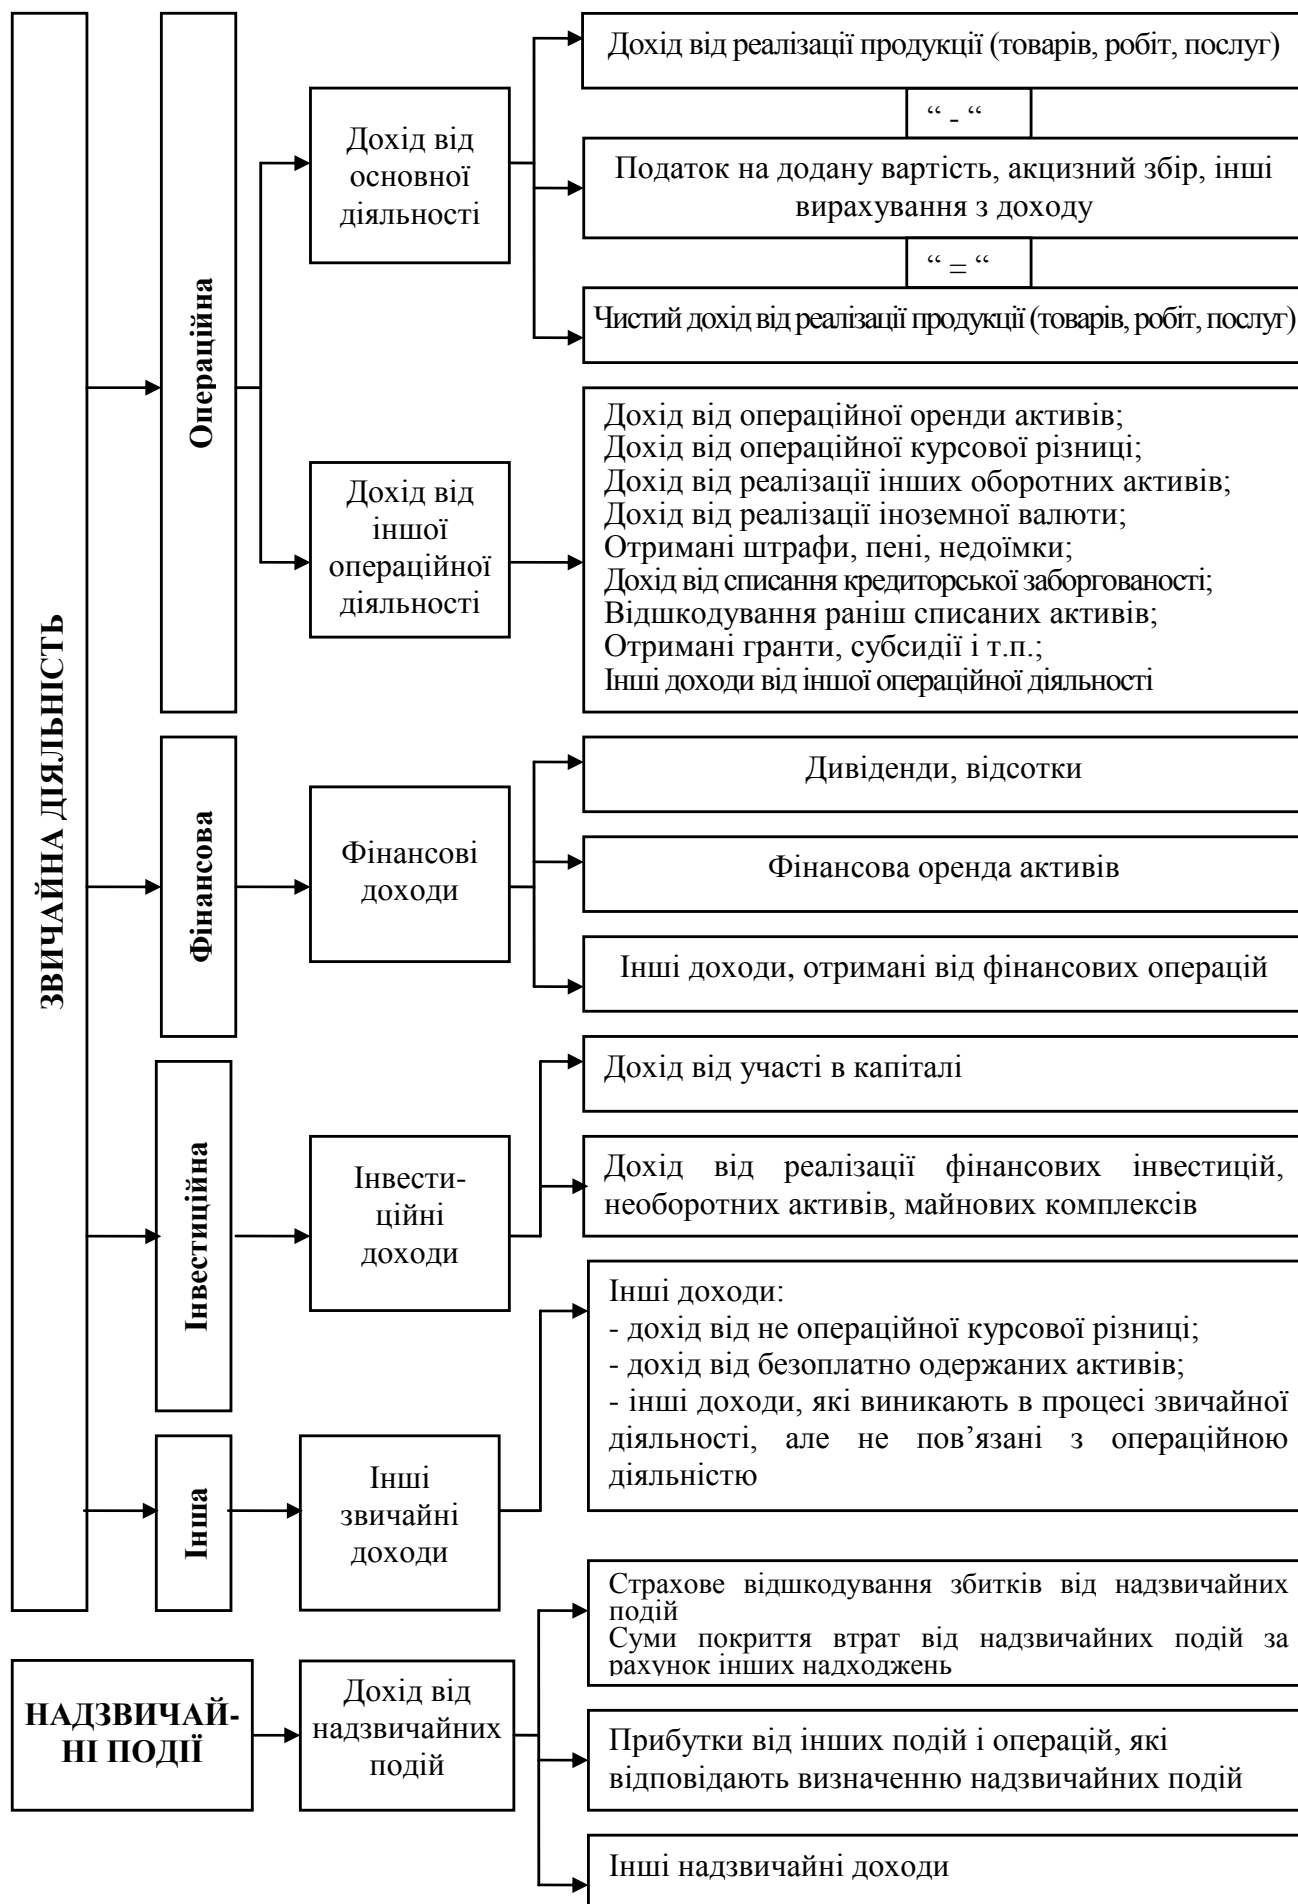 ЗВИЧАЙНА ДІЯЛЬНІСТЬ
Операційна
Дохід від
основної
діяльності
Дохід від реалізації продукції (товарів, робіт, послуг)
“ - “
Податок на додану вартість, акцизний збір, інші
вирахування з доходу
“ = “
Чистий дохід від реалізації продукції (товарів, робіт, послуг)
Дохід від
іншої
операційної
діяльності
Дохід від операційної оренди активів;
Дохід від операційної курсової різниці;
Дохід від реалізації інших оборотних активів;
Дохід від реалізації іноземної валюти;
Отримані штрафи, пені, недоїмки;
Дохід від списання кредиторської заборгованості;
Відшкодування раніш списаних активів;
Отримані гранти, субсидії і т.п.;
Інші доходи від іншої операційної діяльності
Фінансова
Фінансові
доходи
Дивіденди, відсотки
Фінансова оренда активів
Інші доходи, отримані від фінансових операцій
Інвестиційна
Інвести-
ційні
доходи
Дохід від участі в капіталі
Дохід від реалізації фінансових інвестицій,
необоротних активів, майнових комплексів
Інша
Інші
звичайні
доходи
Інші доходи:
- дохід від не операційної курсової різниці;
- дохід від безоплатно одержаних активів;
- інші доходи, які виникають в процесі звичайної
діяльності, але не пов’язані з операційною
діяльністю
НАДЗВИЧАЙ-
НІ ПОДІЇ
Дохід від
надзвичайних
подій
Страхове відшкодування збитків від надзвичайних
подій
Суми покриття втрат від надзвичайних подій за
рахунок інших надходжень
Прибутки від інших подій і операцій, які
відповідають визначенню надзвичайних подій
Інші надзвичайні доходи